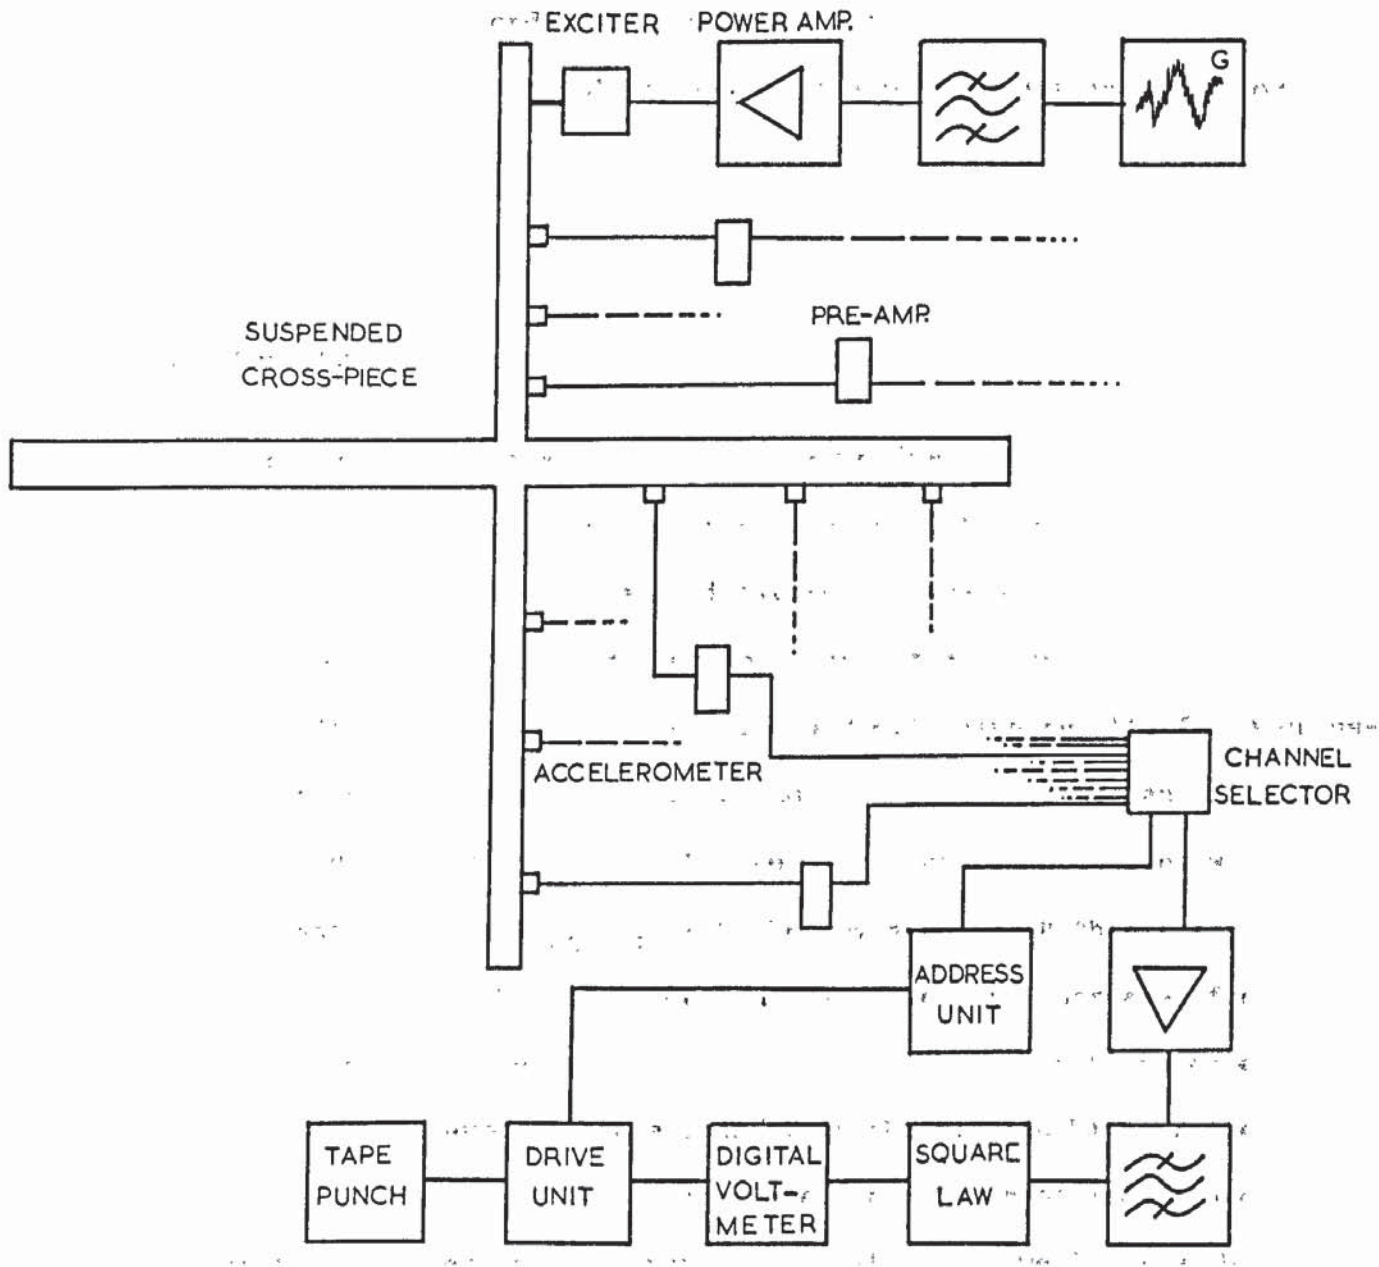 EXCITER
POWER AMP.
G
SUSPENDED
CROSS-PIECE
PRE-AMP.
ACCELEROMETER
CHANNEL
SELECTOR
ADDRESS
UNIT
TAPE
PUNCH
DRIVE
UNIT
DIGITAL
VOLT-
METER
SQUARE
LAW